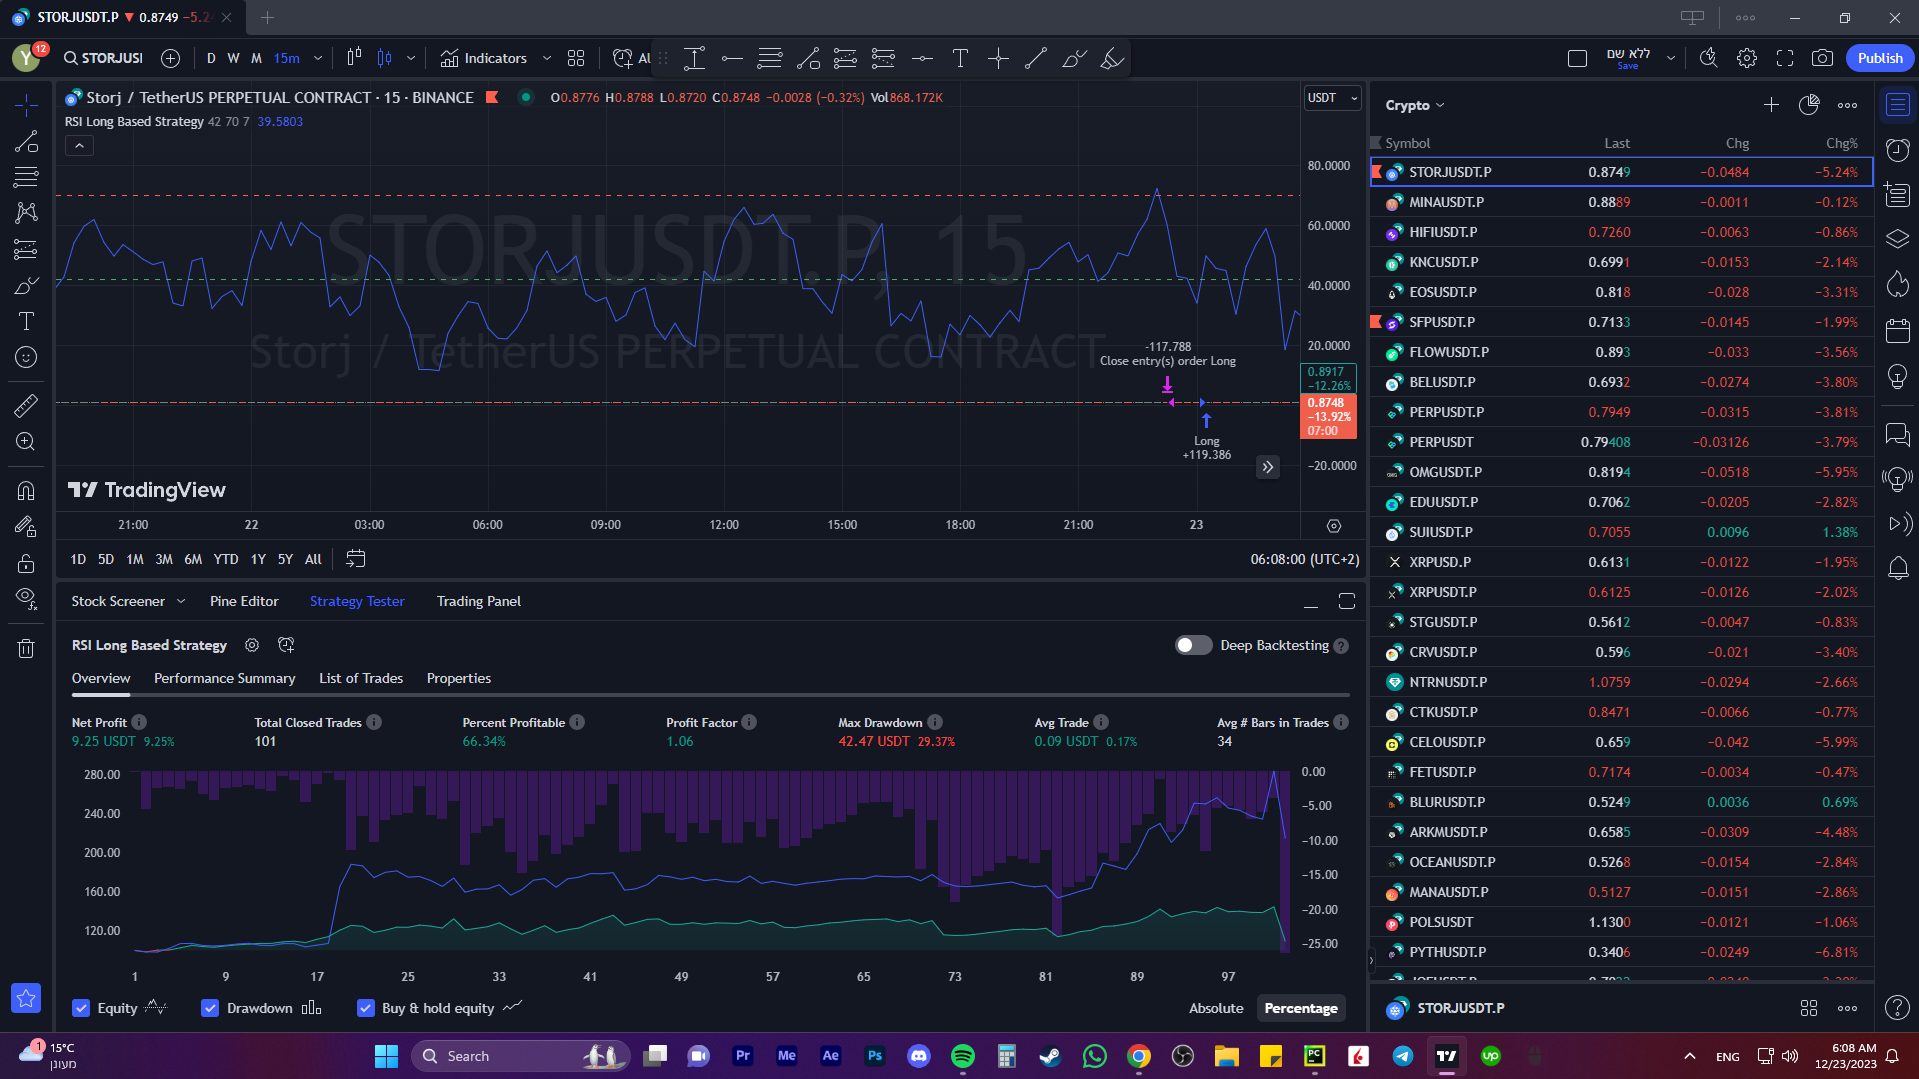 STORJUSDT.P ▼ 0.8749 −5.2
Y 12 STORJUSI D W M 15m Indicators Al ללא שם Save Publish
Storj / TetherUS PERPETUAL CONTRACT · 15 · BINANCE O0.8776 H0.8788 L0.8720 C0.8748 −0.0028 (−0.32%) Vol868.172K USDT
RSI Long Based Strategy 42 70 7 39.5803
STORJUSDT.P, 15
Storj / TetherUS PERPETUAL CONTRACT
80.0000
60.0000
40.0000
20.0000
0.8917
−12.26%
0.8748
−13.92%
07:00
−20.0000
-117.788
Close entry(s) order Long
Long
+119.386
TradingView
21:00 22 03:00 06:00 09:00 12:00 15:00 18:00 21:00 23
1D 5D 1M 3M 6M YTD 1Y 5Y All 06:08:00 (UTC+2)
Stock Screener Pine Editor Strategy Tester Trading Panel
RSI Long Based Strategy Deep Backtesting
Overview Performance Summary List of Trades Properties
Net Profit Total Closed Trades Percent Profitable Profit Factor Max Drawdown Avg Trade Avg # Bars in Trades
9.25 USDT 9.25% 101 66.34% 1.06 42.47 USDT 29.37% 0.09 USDT 0.17% 34
280.00
240.00
200.00
160.00
120.00
0.00
−5.00
−10.00
−15.00
−20.00
−25.00
1 9 17 25 33 41 49 57 65 73 81 89 97
Equity Drawdown Buy & hold equity Absolute Percentage
Crypto
Symbol Last Chg Chg%
STORJUSDT.P 0.8749 −0.0484 −5.24%
MINAUSDT.P 0.8889 −0.0011 −0.12%
HIFIUSDT.P 0.7260 −0.0063 −0.86%
KNCUSDT.P 0.6991 −0.0153 −2.14%
EOSUSDT.P 0.818 −0.028 −3.31%
SFPUSDT.P 0.7133 −0.0145 −1.99%
FLOWUSDT.P 0.893 −0.033 −3.56%
BELUSDT.P 0.6932 −0.0274 −3.80%
PERPUSDT.P 0.7949 −0.0315 −3.81%
PERPUSDT 0.79408 −0.03126 −3.79%
OMGUSDT.P 0.8194 −0.0518 −5.95%
EDUUSDT.P 0.7062 −0.0205 −2.82%
SUIUSDT.P 0.7055 0.0096 1.38%
XRPUSD.P 0.6131 −0.0122 −1.95%
XRPUSDT.P 0.6125 −0.0126 −2.02%
STGUSDT.P 0.5612 −0.0047 −0.83%
CRVUSDT.P 0.596 −0.021 −3.40%
NTRNUSDT.P 1.0759 −0.0294 −2.66%
CTKUSDT.P 0.8471 −0.0066 −0.77%
CELOUSDT.P 0.659 −0.042 −5.99%
FETUSDT.P 0.7174 −0.0034 −0.47%
BLURUSDT.P 0.5249 0.0036 0.69%
ARKMUSDT.P 0.6585 −0.0309 −4.48%
OCEANUSDT.P 0.5268 −0.0154 −2.84%
MANAUSDT.P 0.5127 −0.0151 −2.86%
POLSUSDT 1.1300 −0.0121 −1.06%
PYTHUSDT.P 0.3406 −0.0249 −6.81%
STORJUSDT.P
1 15°C
מעונן
Search Pr Me Ae Ps PC up ENG
6:08 AM
12/23/2023